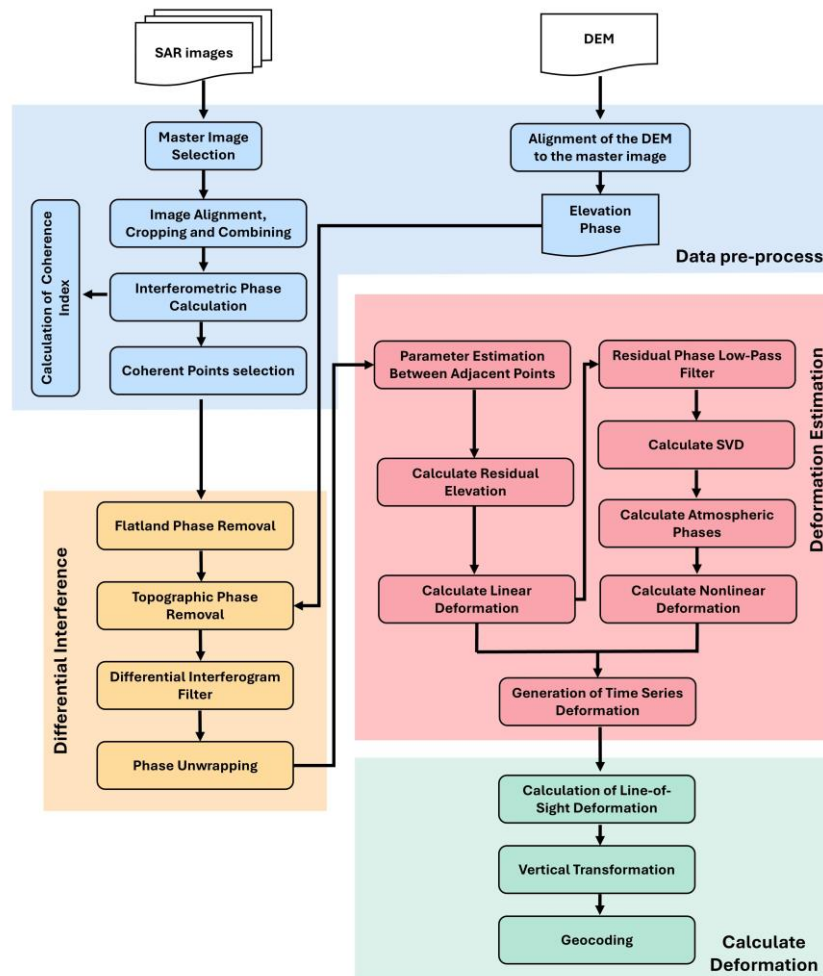 SAR images
DEM
Master Image
Selection
Alignment of the DEM
to the master image
Image Alignment,
Cropping and Combining
Elevation
Phase
Data pre-process
Calculation of Coherence
Index
Interferometric Phase
Calculation
Coherent Points selection
Differential Interference
Flatland Phase Removal
Topographic Phase
Removal
Differential Interferogram
Filter
Phase Unwrapping
Deformation Estimation
Parameter Estimation
Between Adjacent Points
Calculate Residual
Elevation
Calculate Linear
Deformation
Residual Phase Low-Pass
Filter
Calculate SVD
Calculate Atmospheric
Phases
Calculate Nonlinear
Deformation
Generation of Time Series
Deformation
Calculation of Line-of-
Sight Deformation
Vertical Transformation
Geocoding
Calculate
Deformation